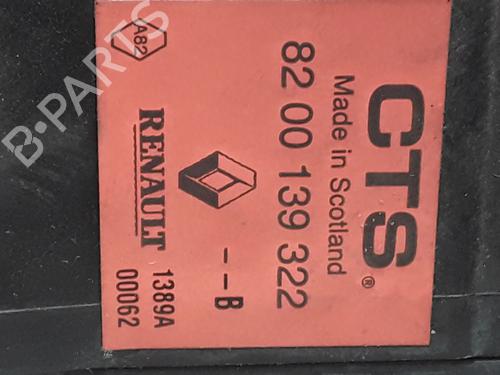 CTS®
Made in Scotland
82 00 139 322
--B
A82
RENAULT
1389A
00062
B-PARTS